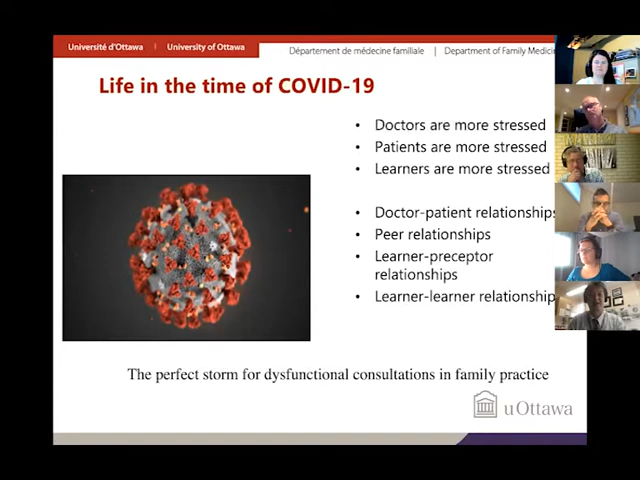 Université d'Ottawa | University of Ottawa
Département de médecine familiale | Department of Family
Life in the time of COVID-19
• Doctors are more stressed
• Patients are more stressed
• Learners are more stressed
• Doctor-patient relationships
• Peer relationships
• Learner-preceptor
relationships
• Learner-learner relationship
The perfect storm for dysfunctional consultations in family practice
uOttawa